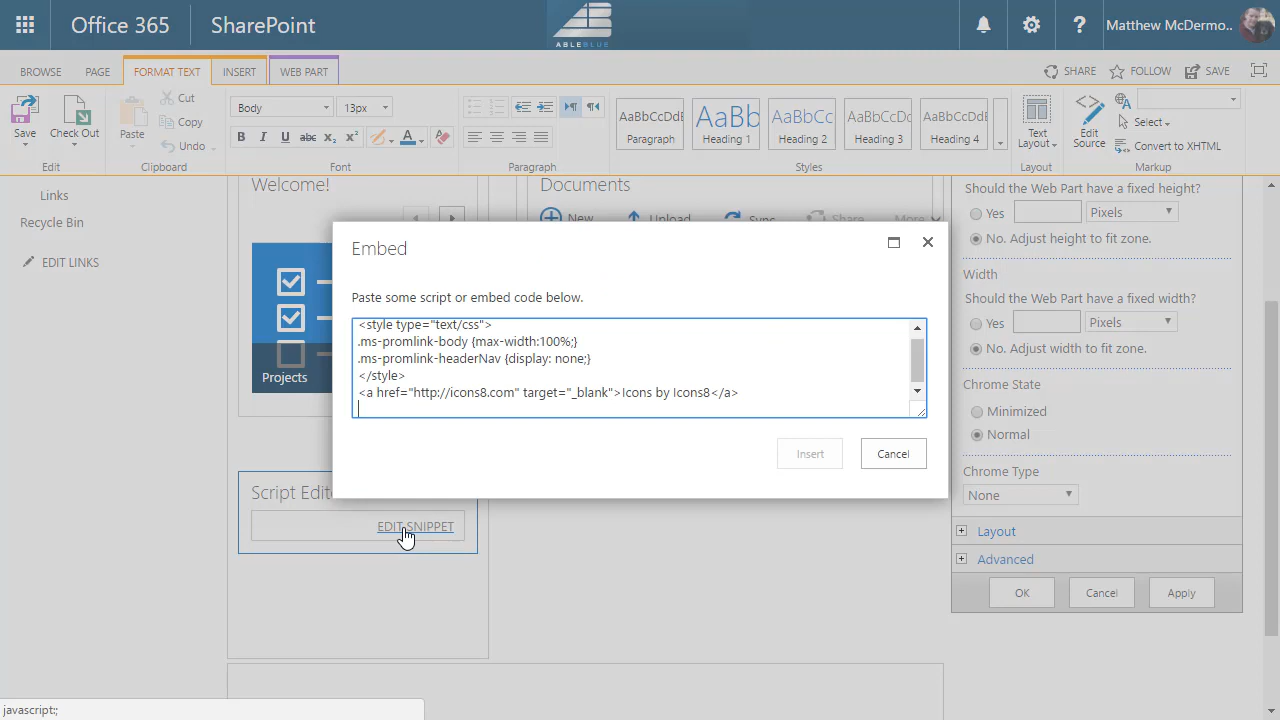 Office 365
SharePoint
ABLEBLUE
?
Matthew McDermo..
BROWSE
PAGE
FORMAT TEXT
INSERT
WEB PART
SHARE
FOLLOW
SAVE
Save
Check Out
Edit
Paste
Cut
Copy
Undo
Clipboard
Body
13px
B I U abc x₂ x²
A
Font
Paragraph
AaBbCcDdE
Paragraph
AaBb
Heading 1
AaBbCc
Heading 2
AaBbCcD
Heading 3
AaBbCcDd
Heading 4
Styles
Text
Layout
Layout
Edit
Source
Select
Convert to XHTML
Markup
Links
Recycle Bin
EDIT LINKS
Welcome!
Projects
Documents
New
Upload
Sync
Share
More
Script Edit
EDIT SNIPPET
Embed
Paste some script or embed code below.
<style type="text/css">
.ms-promlink-body {max-width:100%;}
.ms-promlink-headerNav {display: none;}
</style>
<a href="http://icons8.com" target="_blank">Icons by Icons8</a>
Insert
Cancel
Should the Web Part have a fixed height?
Yes
Pixels
No. Adjust height to fit zone.
Width
Should the Web Part have a fixed width?
Yes
Pixels
No. Adjust width to fit zone.
Chrome State
Minimized
Normal
Chrome Type
None
Layout
Advanced
OK
Cancel
Apply
javascript:;